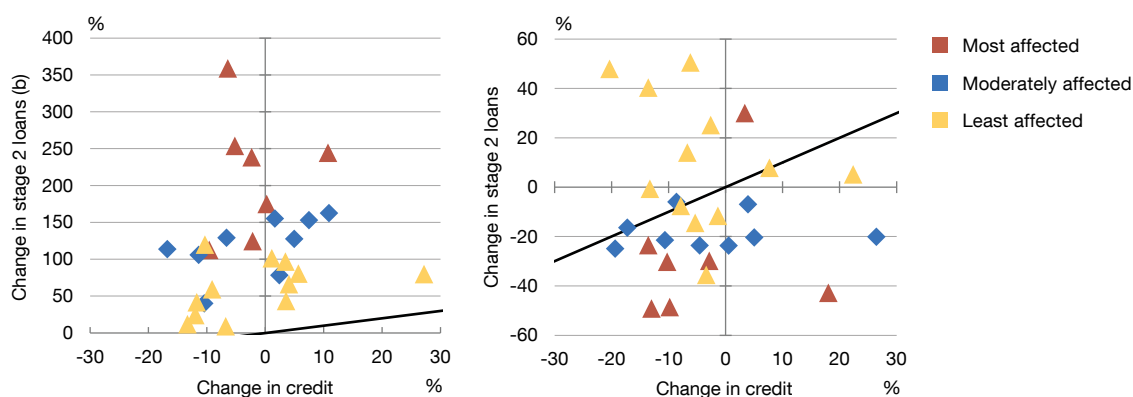 %
400
350
300
250
200
150
100
50
0
Change in stage 2 loans (b)
-30 -20 -10 0 10 20 30
Change in credit %
%
60
40
20
0
-20
-40
-60
Change in stage 2 loans
-30 -20 -10 0 10 20 30
Change in credit %
Most affected
Moderately affected
Least affected